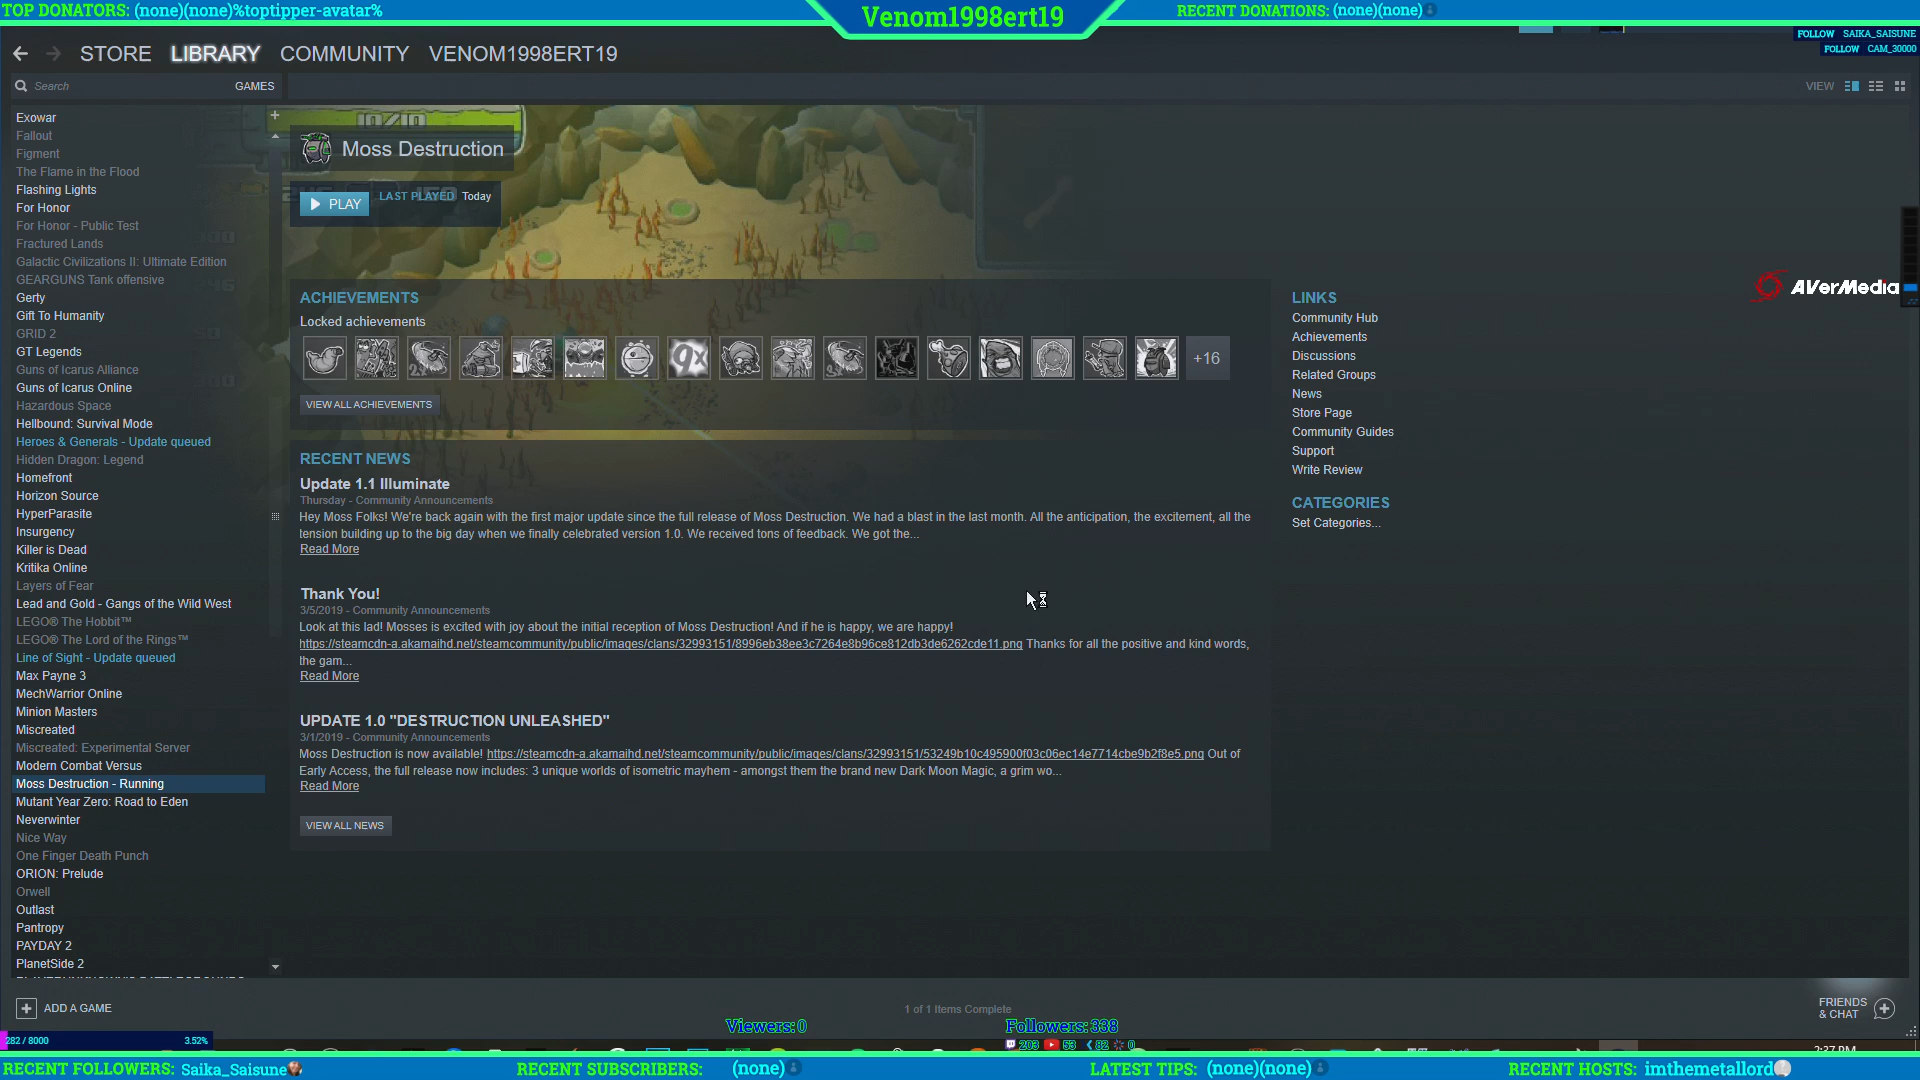 TOP DONATORS: (none)(none)%toptipper-avatar%
Venom1998ert19
RECENT DONATIONS: (none)(none)
FOLLOW SAIKA_SAISUNE
FOLLOW CAM_30000
STORE LIBRARY COMMUNITY VENOM1998ERT19
Search GAMES
VIEW
Exowar
Fallout
Figment
The Flame in the Flood
Flashing Lights
For Honor
For Honor - Public Test
Fractured Lands
Galactic Civilizations II: Ultimate Edition
GEARGUNS Tank offensive
Gerty
Gift To Humanity
GRID 2
GT Legends
Guns of Icarus Alliance
Guns of Icarus Online
Hazardous Space
Hellbound: Survival Mode
Heroes & Generals - Update queued
Hidden Dragon: Legend
Homefront
Horizon Source
HyperParasite
Insurgency
Killer is Dead
Kritika Online
Layers of Fear
Lead and Gold - Gangs of the Wild West
LEGO® The Hobbit™
LEGO® The Lord of the Rings™
Line of Sight - Update queued
Max Payne 3
MechWarrior Online
Minion Masters
Miscreated
Miscreated: Experimental Server
Modern Combat Versus
Moss Destruction - Running
Mutant Year Zero: Road to Eden
Neverwinter
Nice Way
One Finger Death Punch
ORION: Prelude
Orwell
Outlast
Pantropy
PAYDAY 2
PlanetSide 2
10/10
Moss Destruction
PLAY
LAST PLAYED Today
ACHIEVEMENTS
Locked achievements
2x
9x
+16
VIEW ALL ACHIEVEMENTS
RECENT NEWS
Update 1.1 Illuminate
Thursday - Community Announcements
Hey Moss Folks! We're back again with the first major update since the full release of Moss Destruction. We had a blast in the last month. All the anticipation, the excitement, all the
tension building up to the big day when we finally celebrated version 1.0. We received tons of feedback. We got the...
Read More
Thank You!
3/5/2019 - Community Announcements
Look at this lad! Mosses is excited with joy about the initial reception of Moss Destruction! And if he is happy, we are happy!
https://steamcdn-a.akamaihd.net/steamcommunity/public/images/clans/32993151/8996eb38ee3c7264e8b96ce812db3de6262cde11.png Thanks for all the positive and kind words,
the gam...
Read More
UPDATE 1.0 "DESTRUCTION UNLEASHED"
3/1/2019 - Community Announcements
Moss Destruction is now available! https://steamcdn-a.akamaihd.net/steamcommunity/public/images/clans/32993151/53249b10c495900f03c06ec14e7714cbe9b2f8e5.png Out of
Early Access, the full release now includes: 3 unique worlds of isometric mayhem - amongst them the brand new Dark Moon Magic, a grim wo...
Read More
VIEW ALL NEWS
LINKS
Community Hub
Achievements
Discussions
Related Groups
News
Store Page
Community Guides
Support
Write Review
CATEGORIES
Set Categories...
AVerMedia
ADD A GAME
1 of 1 Items Complete
FRIENDS
& CHAT
Viewers: 0
Followers: 338
282 / 8000 3.52%
203 53 82 0
2:37 PM
RECENT FOLLOWERS: Saika_Saisune
RECENT SUBSCRIBERS: (none)
LATEST TIPS: (none)(none)
RECENT HOSTS: imthemetallord